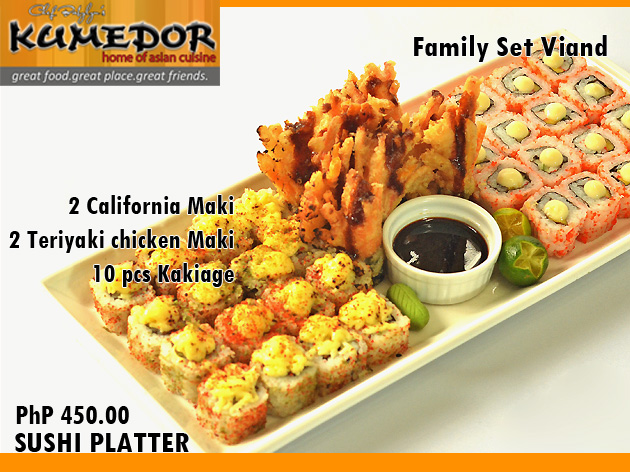 KUMEDOR
home of asian cuisine
great food.great place.great friends.
Family Set Viand
2 California Maki
2 Teriyaki chicken Maki
10 pcs Kakiage
PhP 450.00
SUSHI PLATTER